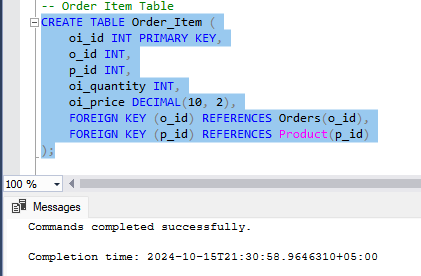 -- Order Item Table
CREATE TABLE Order_Item (
oi_id INT PRIMARY KEY,
o_id INT,
p_id INT,
oi_quantity INT,
oi_price DECIMAL(10, 2),
FOREIGN KEY (o_id) REFERENCES Orders(o_id),
FOREIGN KEY (p_id) REFERENCES Product(p_id)
);
100 %
Messages
Commands completed successfully.
Completion time: 2024-10-15T21:30:58.9646310+05:00